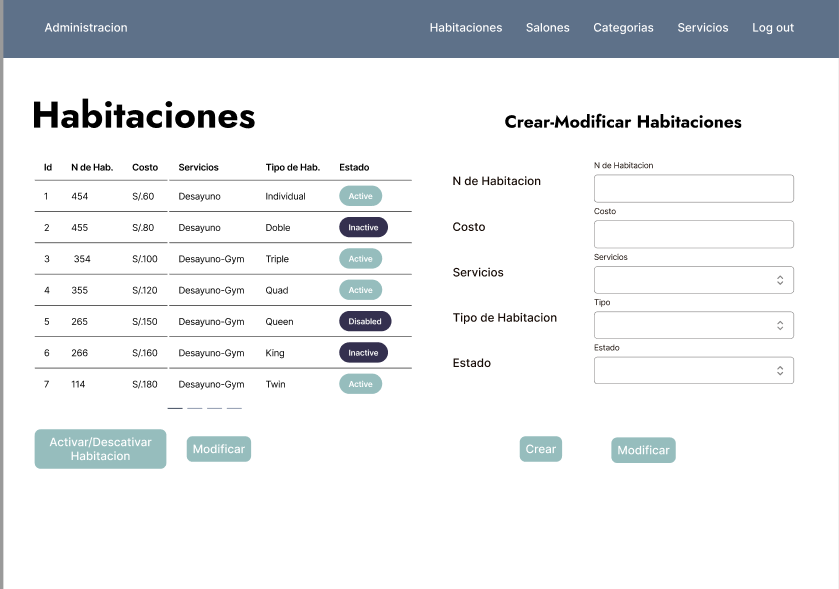 Administracion
Habitaciones Salones Categorias Servicios Log out
Habitaciones
Crear-Modificar Habitaciones
Id N de Hab. Costo Servicios Tipo de Hab. Estado
1 454 S/.60 Desayuno Individual Active
2 455 S/.80 Desayuno Doble Inactive
3 354 S/.100 Desayuno-Gym Triple Active
4 355 S/.120 Desayuno-Gym Quad Active
5 265 S/.150 Desayuno-Gym Queen Disabled
6 266 S/.160 Desayuno-Gym King Inactive
7 114 S/.180 Desayuno-Gym Twin Active
Activar/Descativar
Habitacion
Modificar
N de Habitacion
N de Habitacion
Costo
Costo
Servicios
Servicios
Tipo
Tipo de Habitacion
Estado
Estado
Crear
Modificar